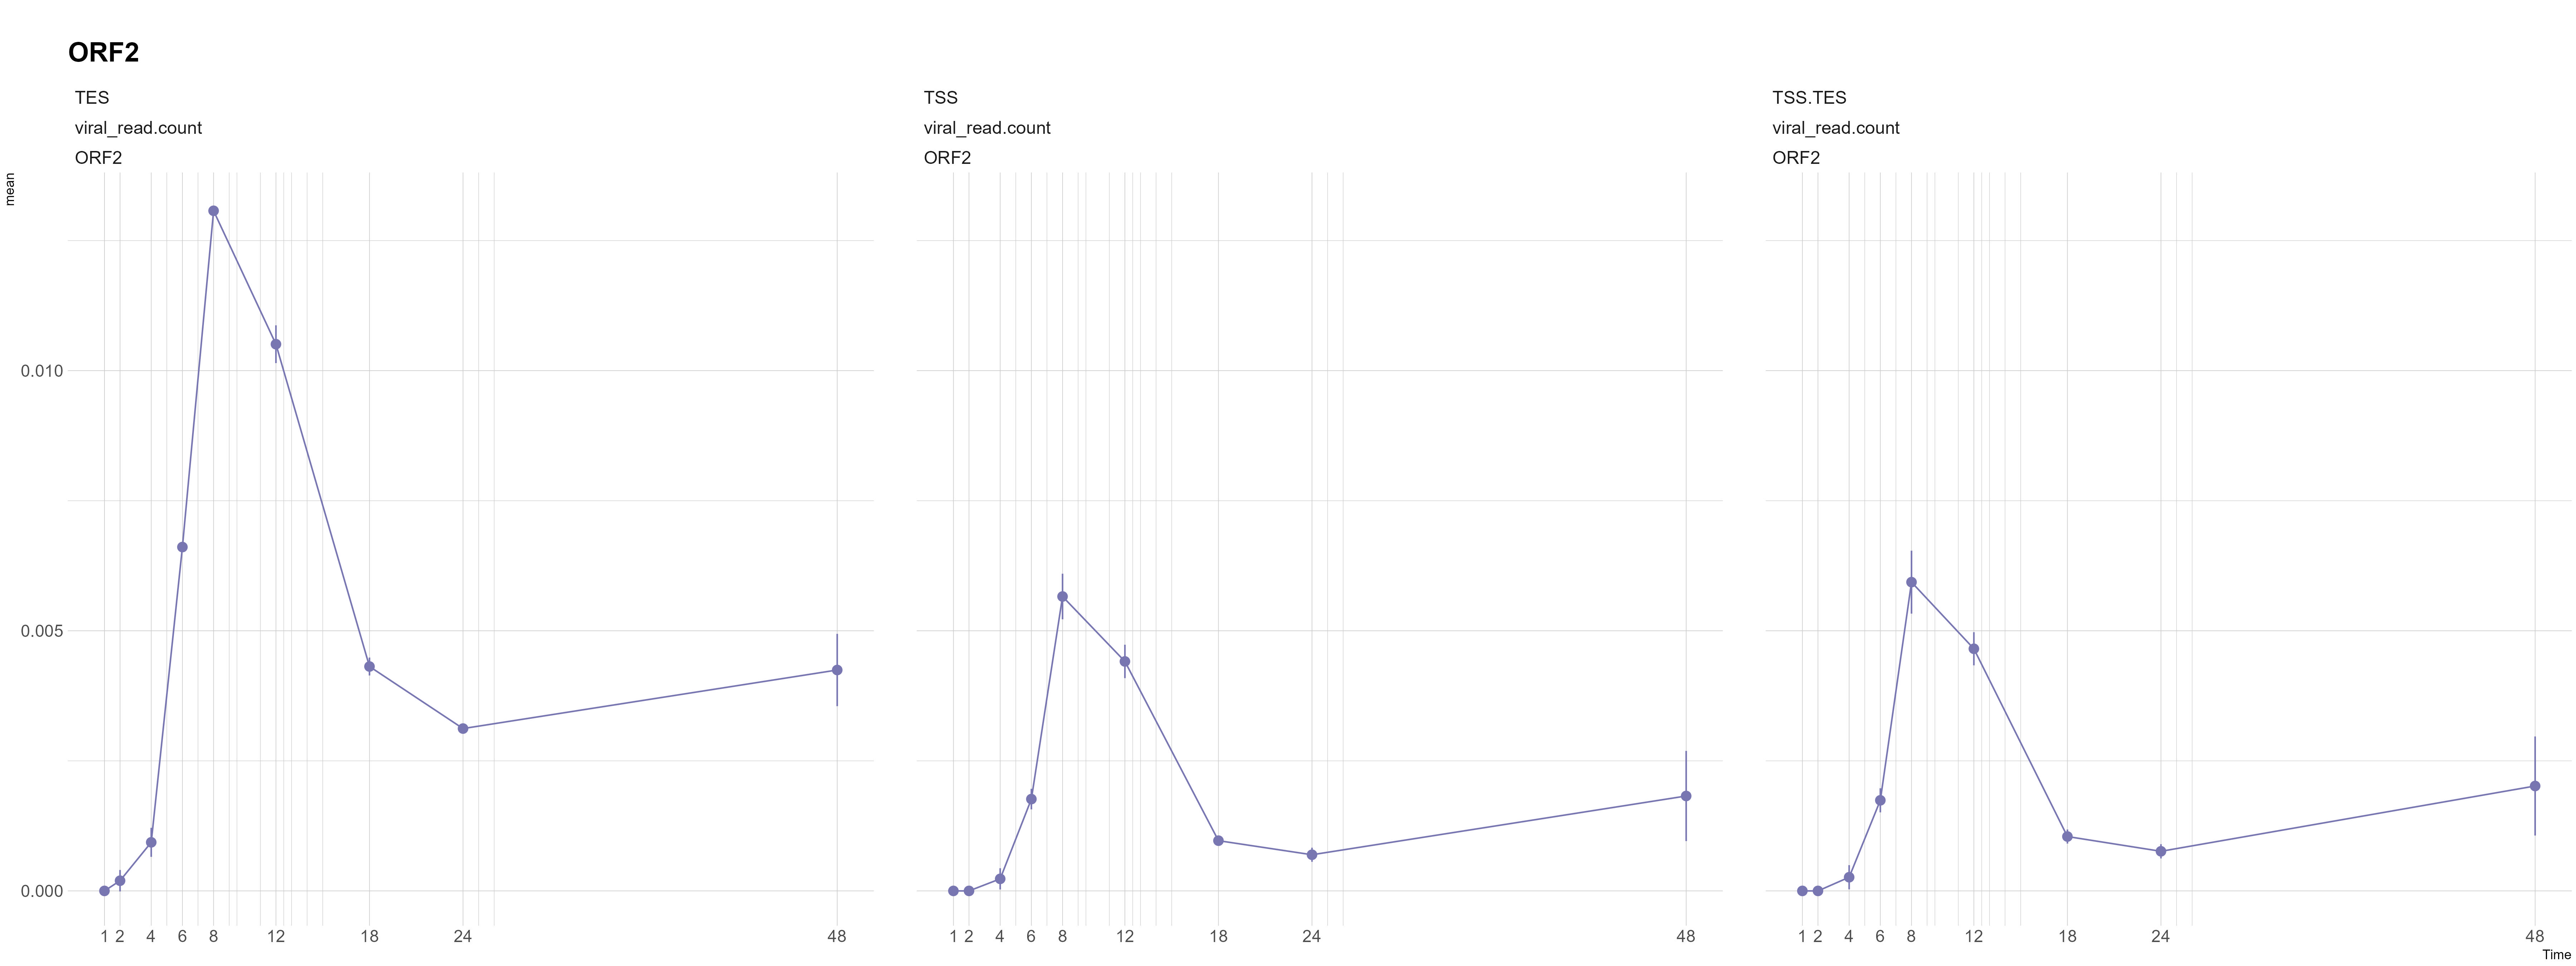 ORF2
TES
viral_read.count
ORF2
TSS
viral_read.count
ORF2
TSS.TES
viral_read.count
ORF2
mean
0.010
0.005
0.000
1 2 4 6 8 12 18 24 48
1 2 4 6 8 12 18 24 48
1 2 4 6 8 12 18 24 48
Time